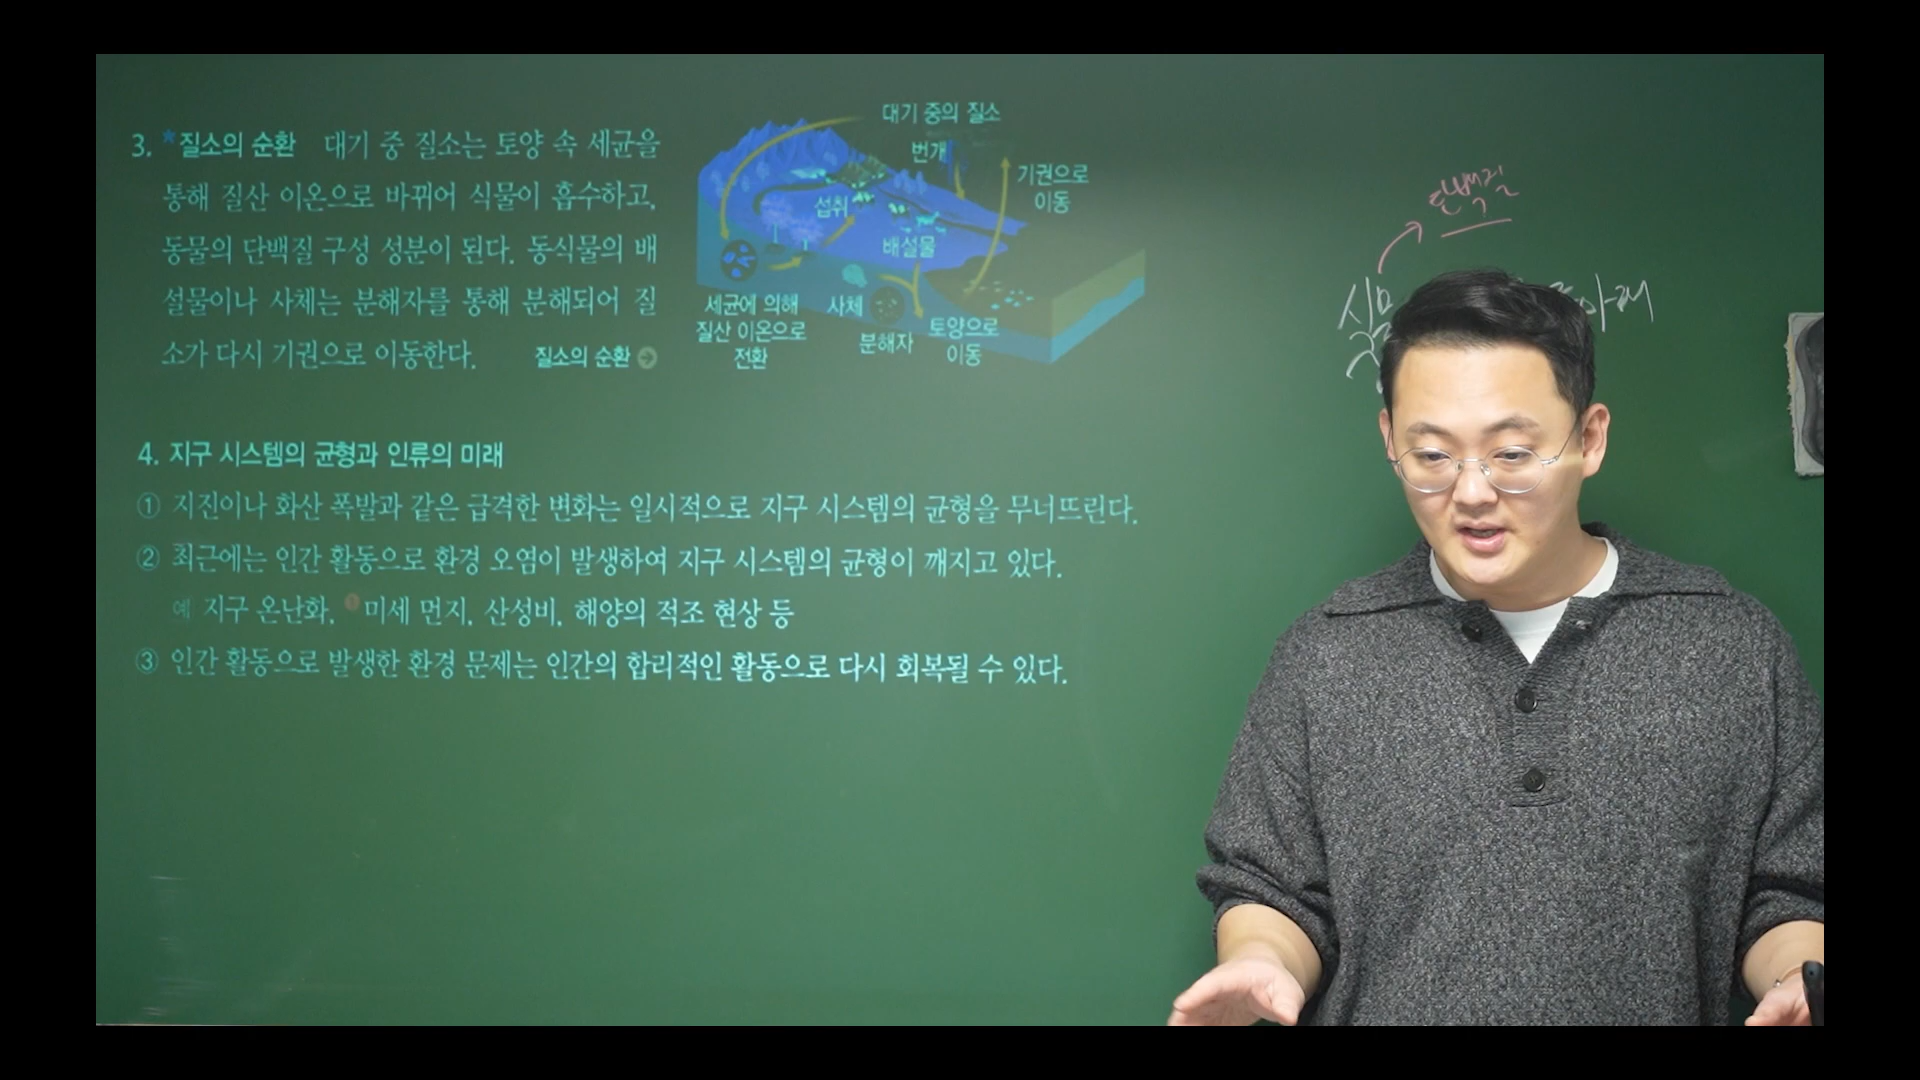 3. *질소의 순환 대기 중 질소는 토양 속 세균을
통해 질산 이온으로 바뀌어 식물이 흡수하고,
동물의 단백질 구성 성분이 된다. 동식물의 배
설물이나 사체는 분해자를 통해 분해되어 질
소가 다시 기권으로 이동한다. 질소의 순환
대기 중의 질소
번개
기권으로
이동
섭취
배설물
세균에 의해
질산 이온으로
전환
사체
분해자
토양으로
이동
4. 지구 시스템의 균형과 인류의 미래
① 지진이나 화산 폭발과 같은 급격한 변화는 일시적으로 지구 시스템의 균형을 무너뜨린다.
② 최근에는 인간 활동으로 환경 오염이 발생하여 지구 시스템의 균형이 깨지고 있다.
예 지구 온난화, 미세 먼지, 산성비, 해양의 적조 현상 등
③ 인간 활동으로 발생한 환경 문제는 인간의 합리적인 활동으로 다시 회복될 수 있다.
단백질